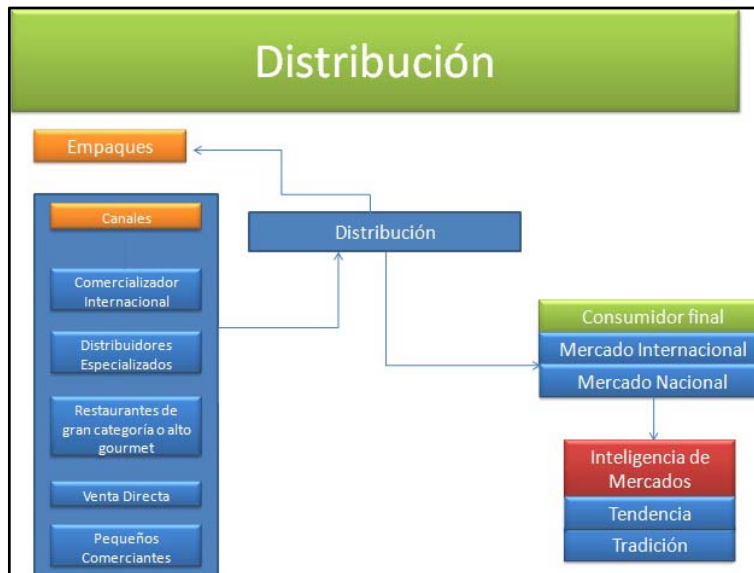 Distribución
Empaques
Canales
Comercializador
Internacional
Distribuidores
Especializados
Restaurantes de
gran categoría o alto
gourmet
Venta Directa
Pequeños
Comerciantes
Distribución
Consumidor final
Mercado Internacional
Mercado Nacional
Inteligencia de
Mercados
Tendencia
Tradición